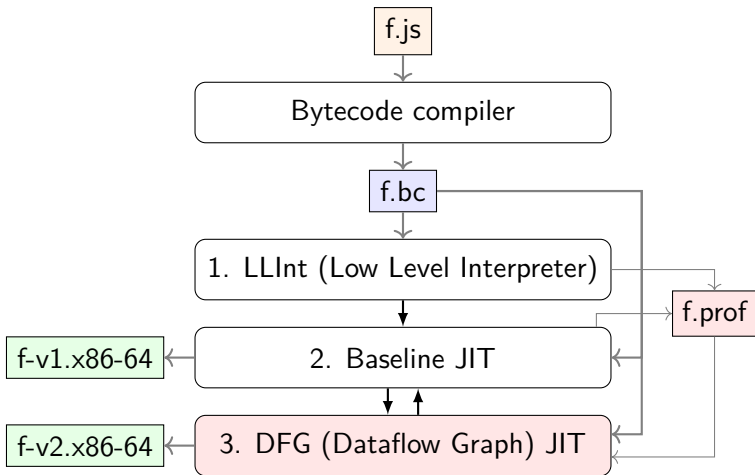 f.js
Bytecode compiler
f.bc
1. LLInt (Low Level Interpreter)
f.prof
f-v1.x86-64
2. Baseline JIT
f-v2.x86-64
3. DFG (Dataflow Graph) JIT